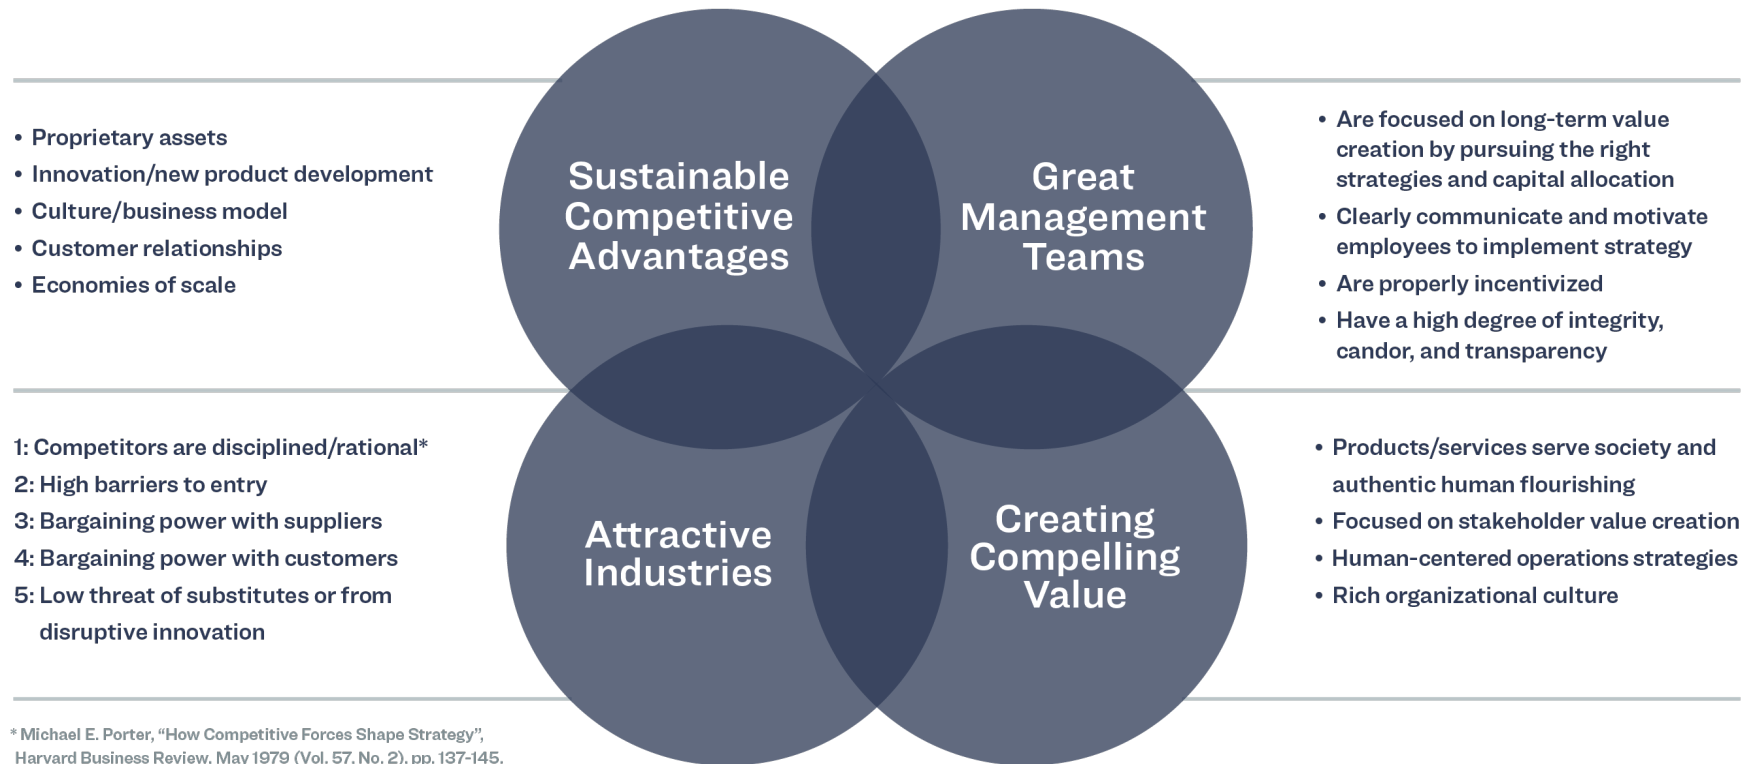 • Proprietary assets
• Innovation/new product development
• Culture/business model
• Customer relationships
• Economies of scale
Sustainable
Competitive
Advantages
Great
Management
Teams
• Are focused on long-term value
creation by pursuing the right
strategies and capital allocation
• Clearly communicate and motivate
employees to implement strategy
• Are properly incentivized
• Have a high degree of integrity,
candor, and transparency
1: Competitors are disciplined/rational*
2: High barriers to entry
3: Bargaining power with suppliers
4: Bargaining power with customers
5: Low threat of substitutes or from
disruptive innovation
Attractive
Industries
Creating
Compelling
Value
• Products/services serve society and
authentic human flourishing
• Focused on stakeholder value creation
• Human-centered operations strategies
• Rich organizational culture
* Michael E. Porter, “How Competitive Forces Shape Strategy”,
Harvard Business Review, May 1979 (Vol. 57, No. 2), pp. 137-145.